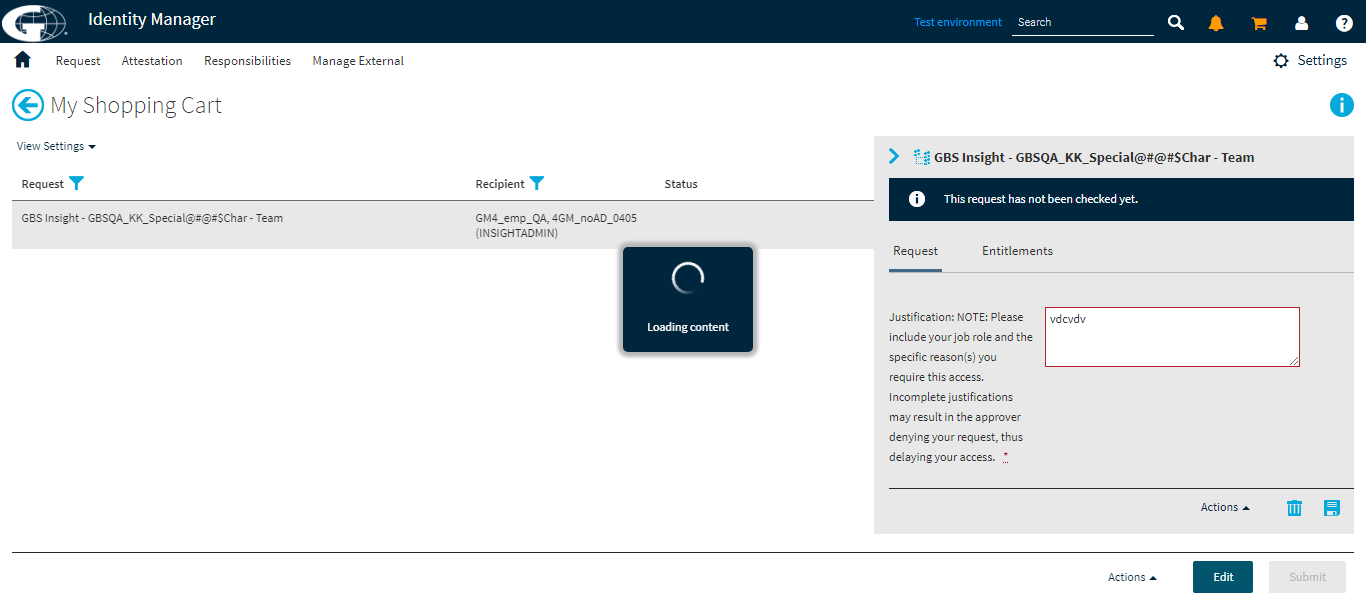 Identity Manager
Test environment
Search
Request
Attestation
Responsibilities
Manage External
Settings
My Shopping Cart
View Settings
Request
Recipient
Status
GBS Insight - GBSQA_KK_Special@#@#$Char - Team
GM4_emp_QA, 4GM_noAD_0405
(INSIGHTADMIN)
Loading content
GBS Insight - GBSQA_KK_Special@#@#$Char - Team
This request has not been checked yet.
Request
Entitlements
Justification: NOTE: Please
include your job role and the
specific reason(s) you
require this access.
Incomplete justifications
may result in the approver
denying your request, thus
delaying your access. *
vdcvdv
Actions
Actions
Edit
Submit